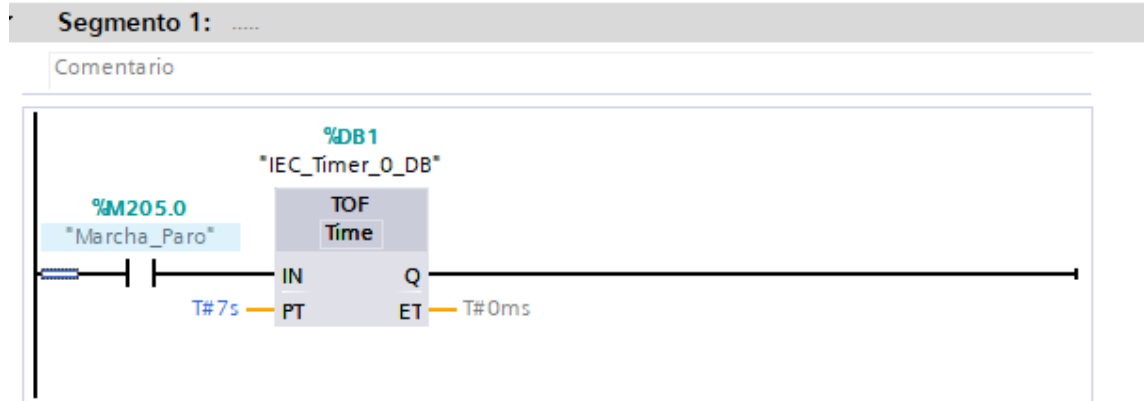 Segmento 1: .....
Comentario
%DB1
"IEC_Timer_0_DB"
%M205.0
"Marcha_Paro"
TOF
Time
IN Q
T#7s PT ET T#0ms